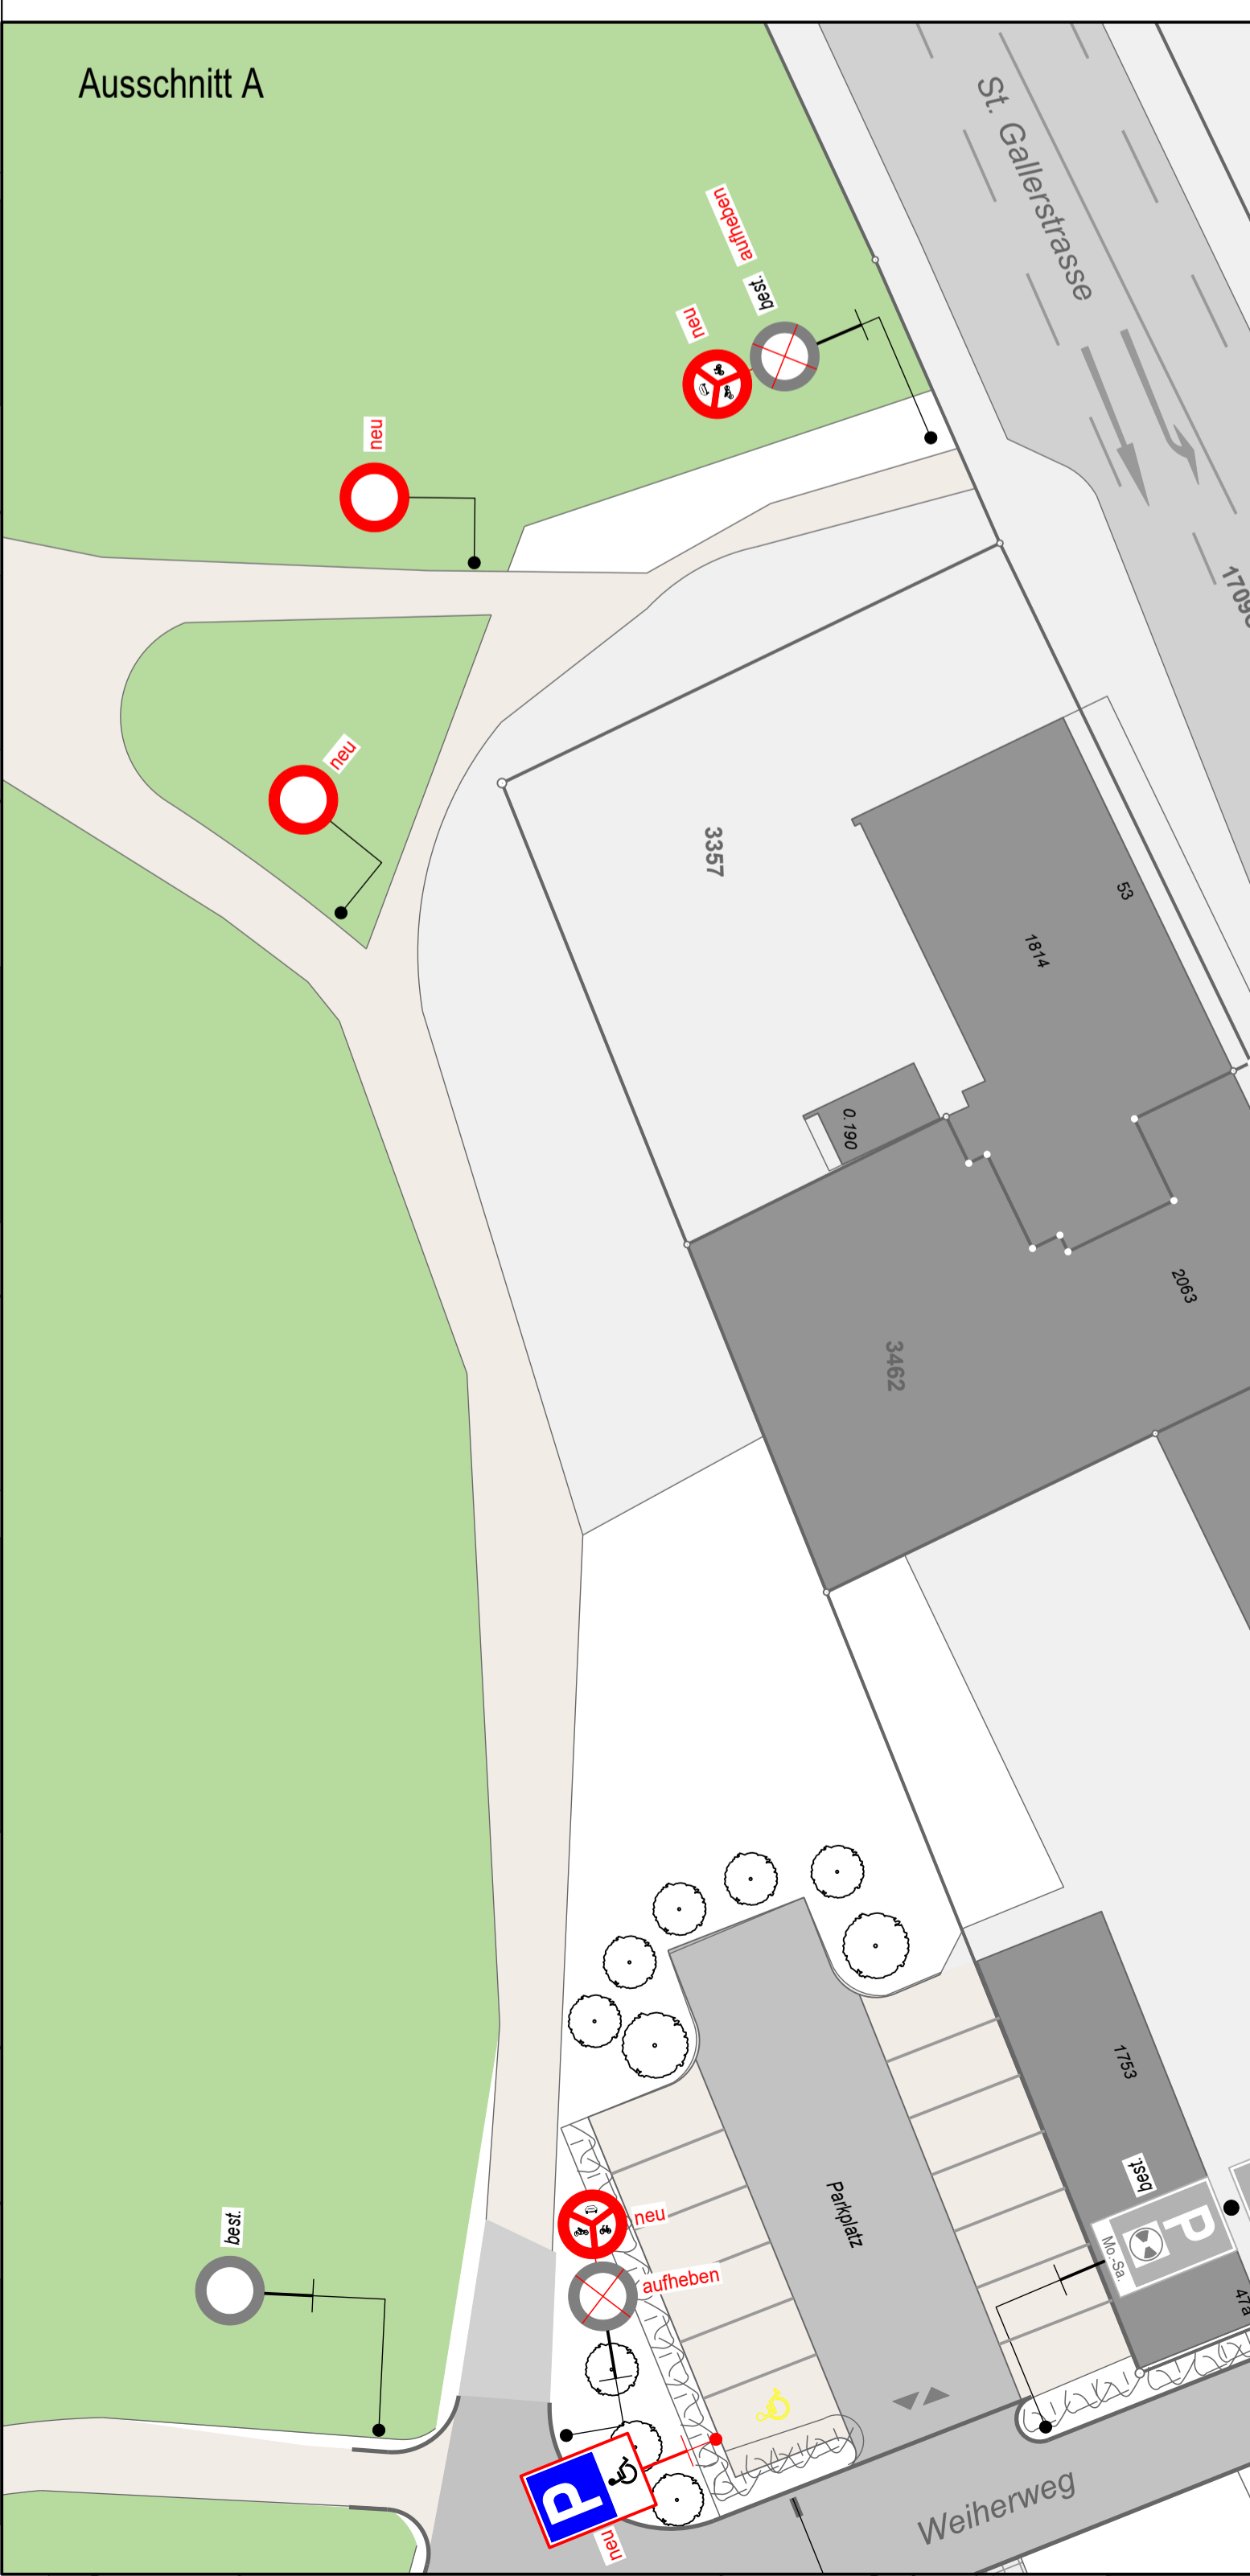 Ausschnitt A
St. Gallerstrasse
aufheben
best.
neu
neu
neu
3357
53
1814
0.190
2063
3462
1753
best.
P
Mo.-Sa.
47a
best.
neu
aufheben
Parkplatz
P
neu
Weiherweg